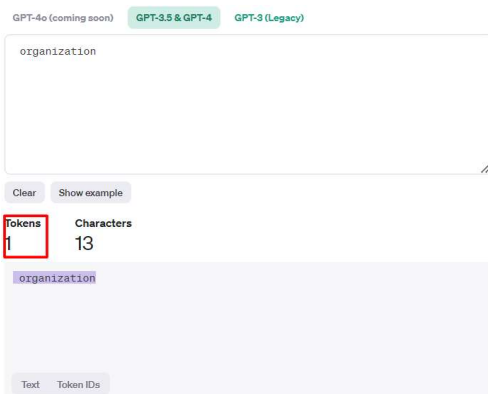 GPT-4o (coming soon) GPT-3.5 & GPT-4 GPT-3 (Legacy)
organization
Clear Show example
Tokens Characters
1 13
organization
Text Token IDs